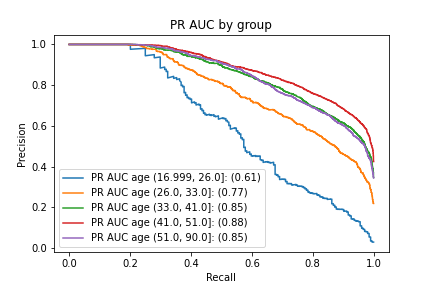 PR AUC by group
1.0
0.8
0.6
0.4
0.2
0.0
Precision
PR AUC age (16.999, 26.0]: (0.61)
PR AUC age (26.0, 33.0]: (0.77)
PR AUC age (33.0, 41.0]: (0.85)
PR AUC age (41.0, 51.0]: (0.88)
PR AUC age (51.0, 90.0]: (0.85)
0.0 0.2 0.4 0.6 0.8 1.0
Recall